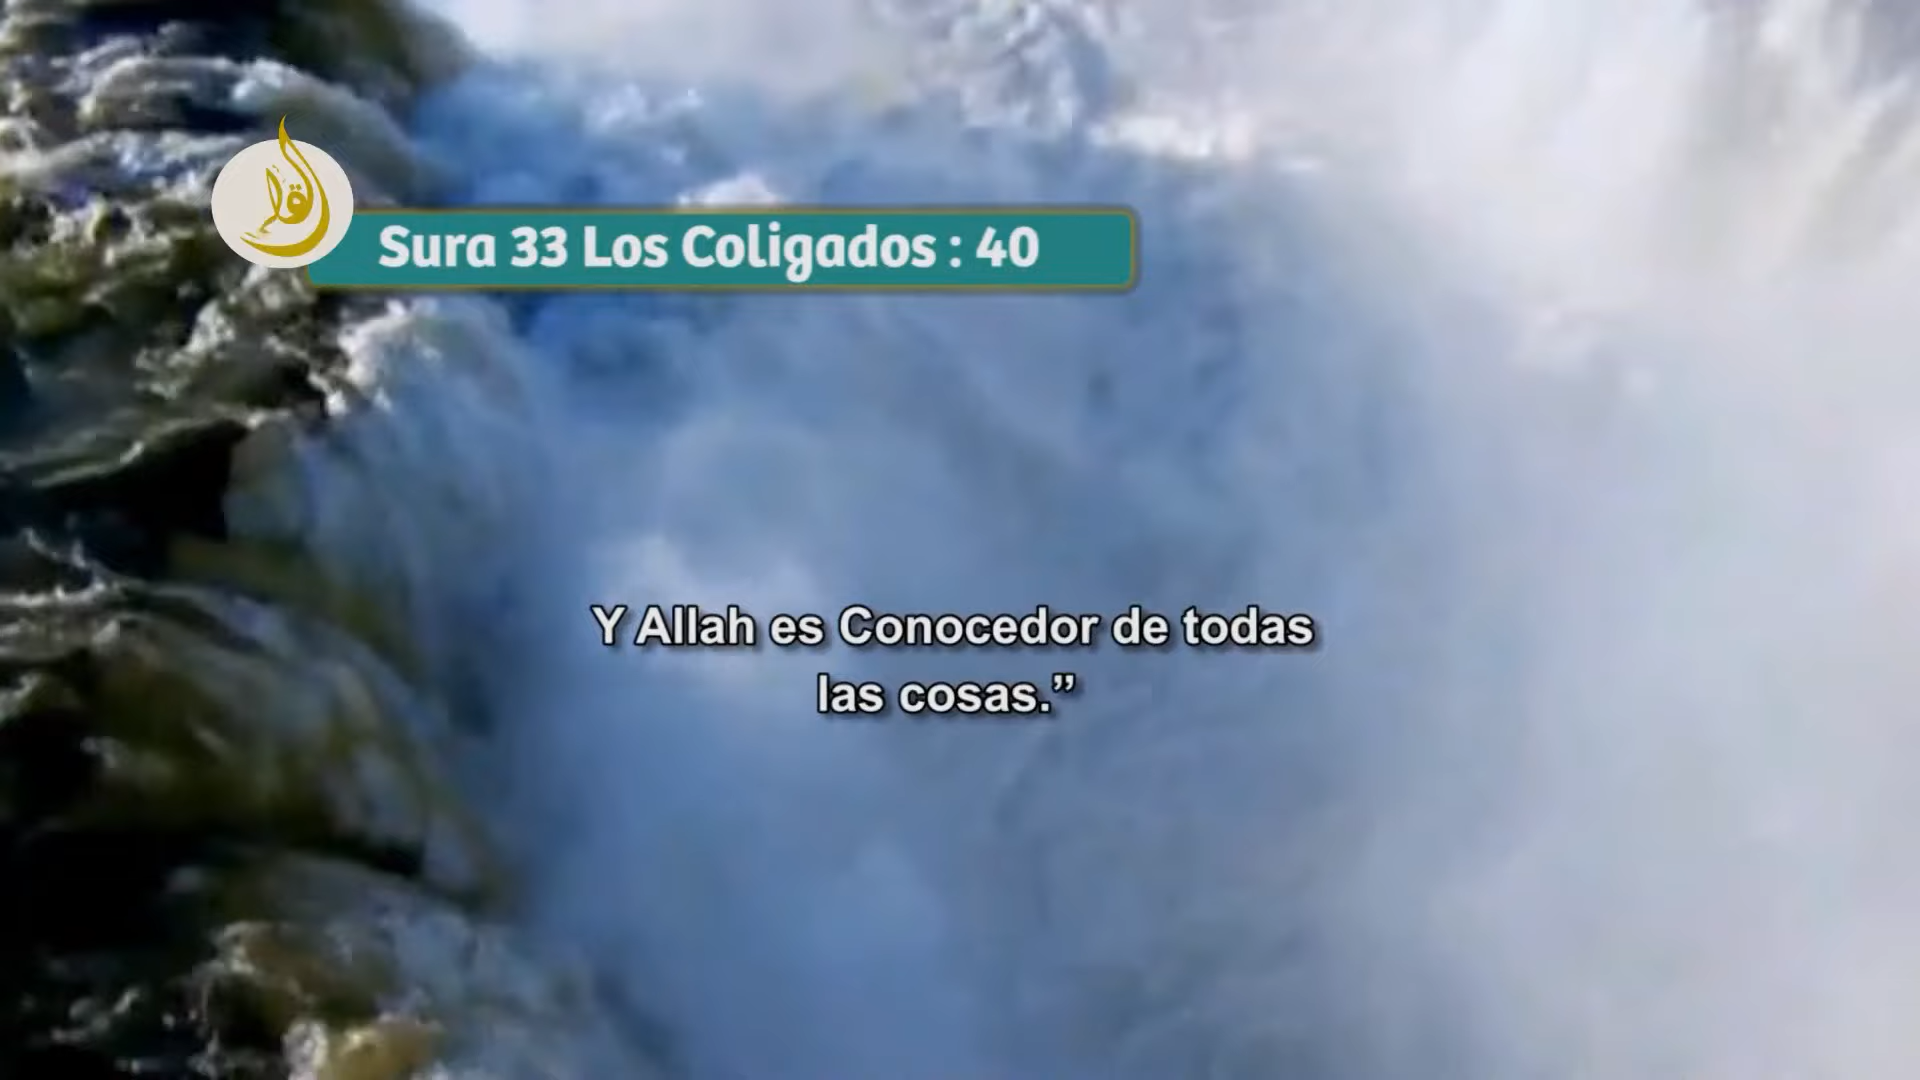 Sura 33 Los Coligados : 40
Y Allah es Conocedor de todas
las cosas.”